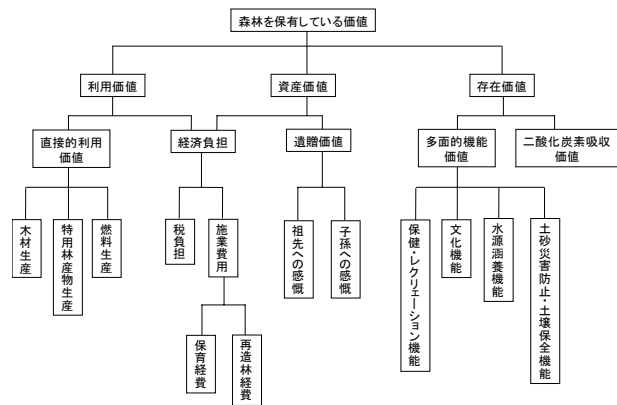 森林を保有している価値
利用価値
資産価値
存在価値
直接的利用
価値
経済負担
遺贈価値
多面的機能
価値
二酸化炭素吸収
価値
木材生産
特用林産物生産
燃料生産
税負担
施業費用
祖先への感慨
子孫への感慨
保健・レクリェーション機能
文化機能
水源涵養機能
土砂災害防止・土壌保全機能
保育経費
再造林経費